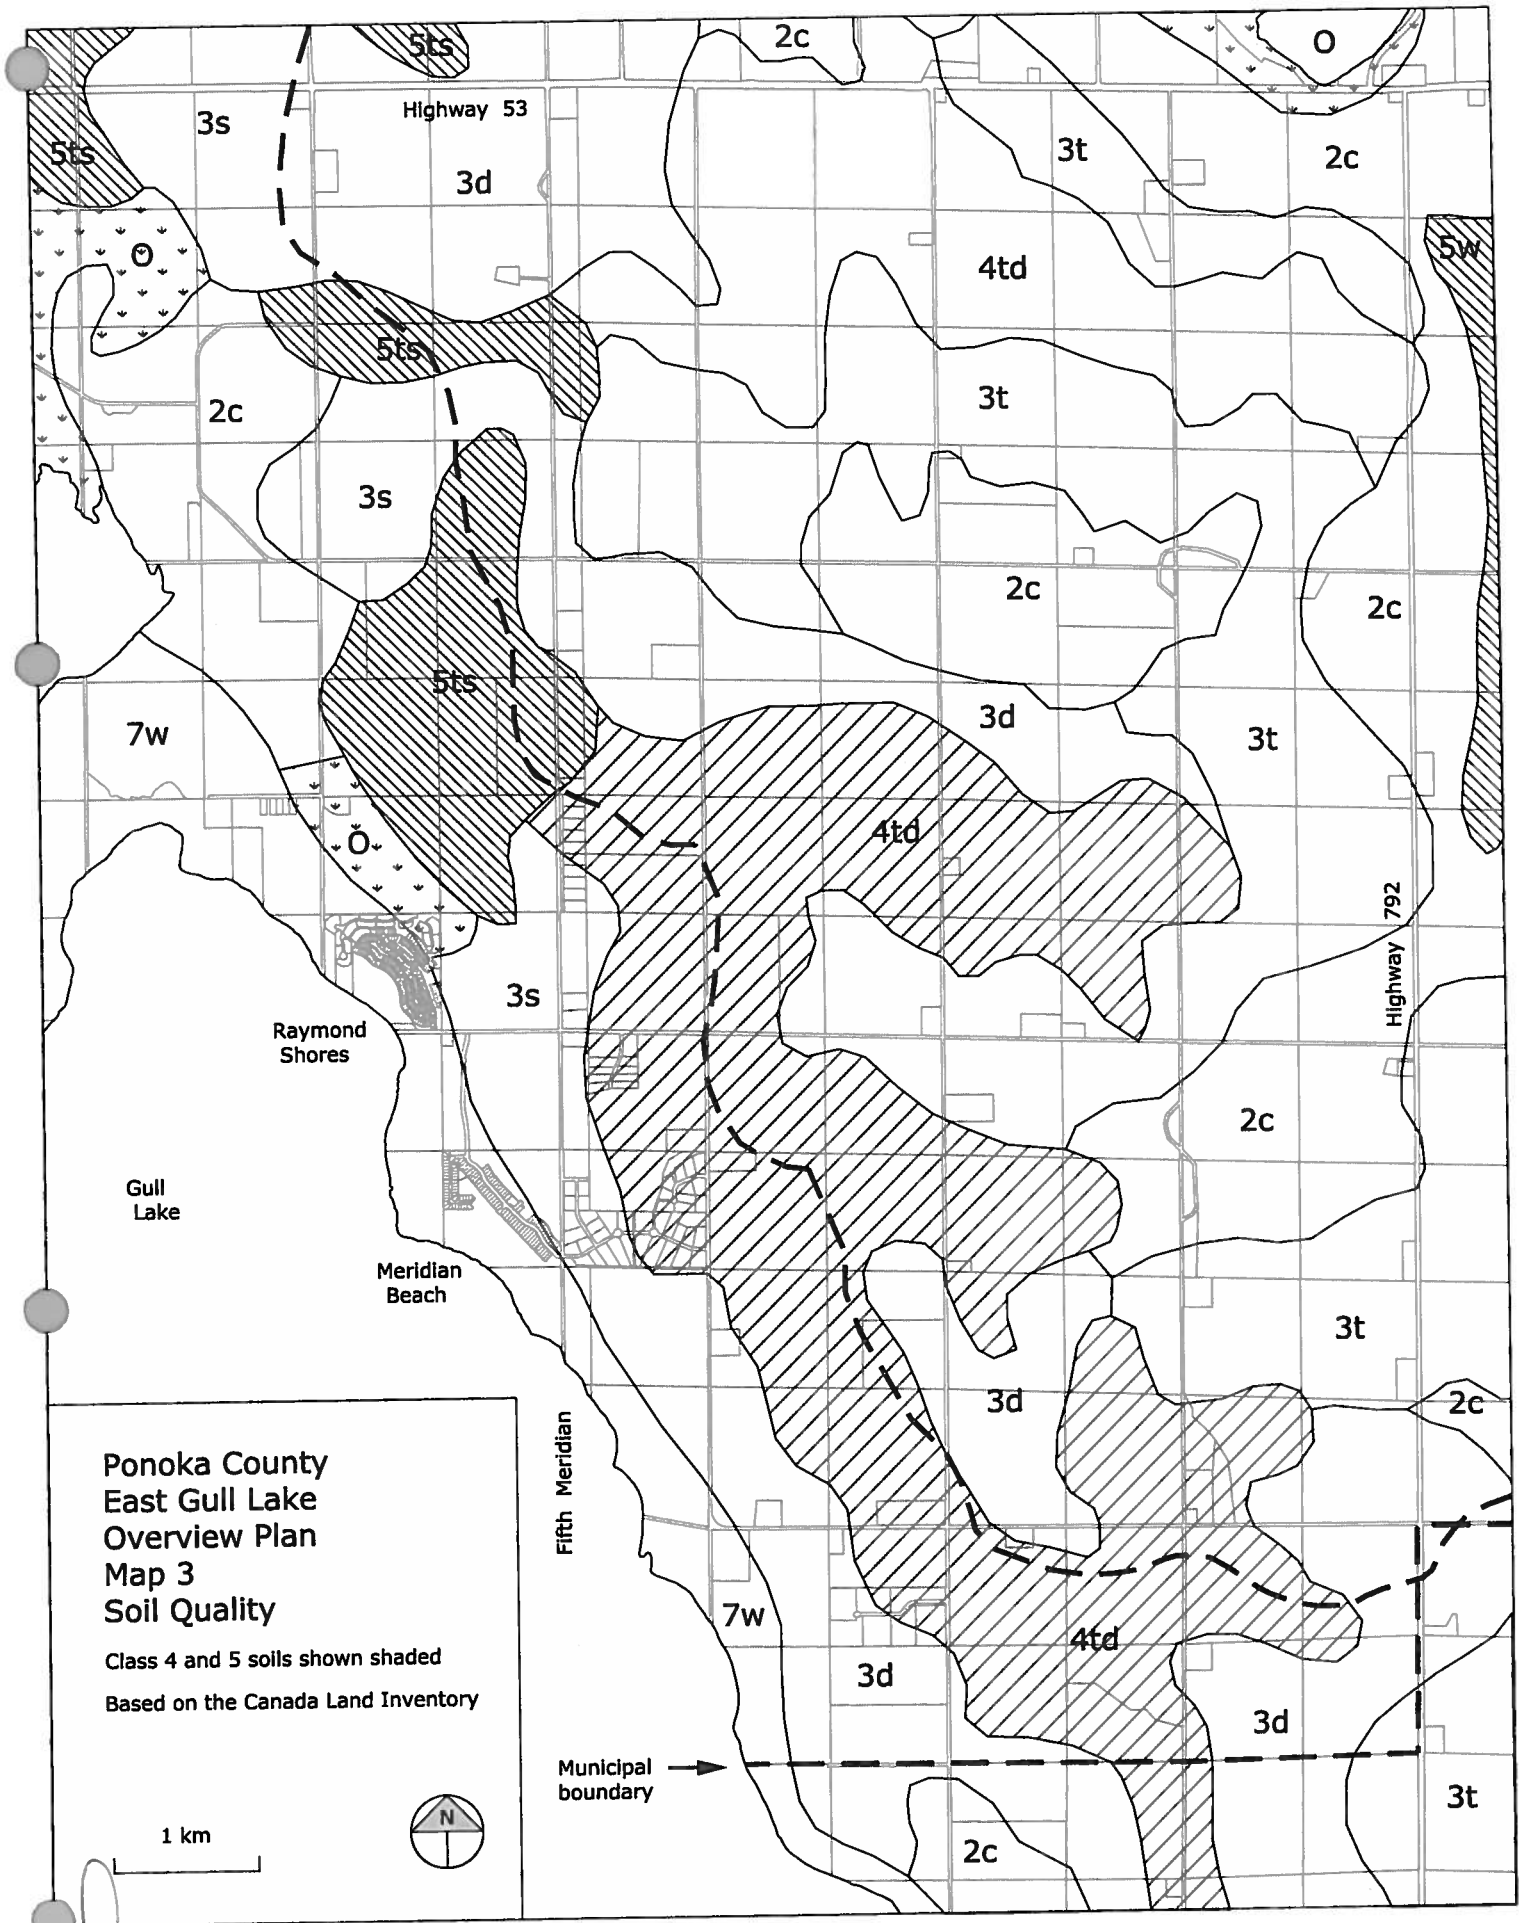 5ts
2c
O
Highway 53
3s
5ts
3t
2c
3d
O
4td
5w
5ts
2c
3t
3s
2c
2c
5ts
3d
7w
3t
4td
O
Highway 792
3s
Raymond
Shores
2c
Gull
Lake
Meridian
Beach
3t
3d
2c
Fifth Meridian
Ponoka County
East Gull Lake
Overview Plan
Map 3
Soil Quality
Class 4 and 5 soils shown shaded
Based on the Canada Land Inventory
7w
4td
3d
3d
Municipal
boundary
3t
N
1 km
2c